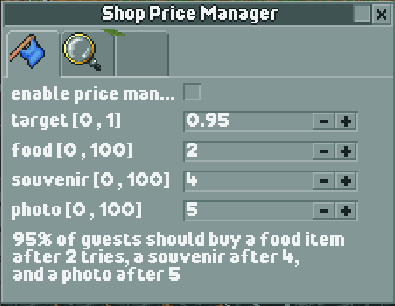 Shop Price Manager
enable price man...
target [0 , 1] 0.95
food [0 , 100] 2
souvenir [0 , 100] 4
photo [0 , 100] 5
95% of guests should buy a food item
after 2 tries, a souvenir after 4,
and a photo after 5